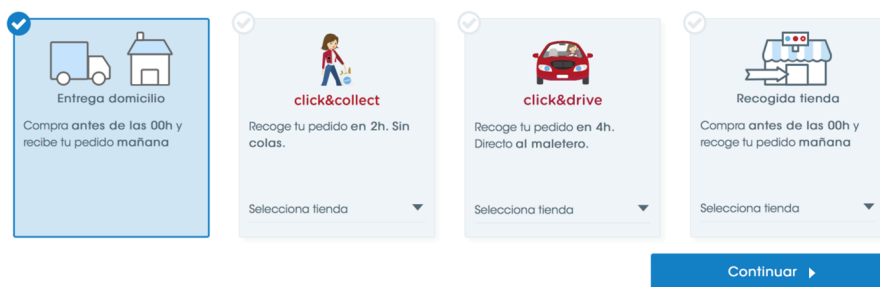 Entrega domicilio
Compra antes de las 00h y
recibe tu pedido mañana
click&collect
Recoge tu pedido en 2h. Sin
colas.
Selecciona tienda
click&drive
Recoge tu pedido en 4h.
Directo al maletero.
Selecciona tienda
Recogida tienda
Compra antes de las 00h y
recoge tu pedido mañana
Selecciona tienda
Continuar